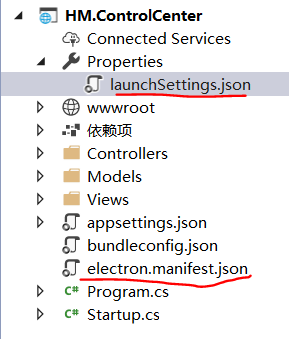 HM.ControlCenter
Connected Services
Properties
launchSettings.json
wwwroot
依赖项
Controllers
Models
Views
appsettings.json
bundleconfig.json
electron.manifest.json
C# Program.cs
C# Startup.cs